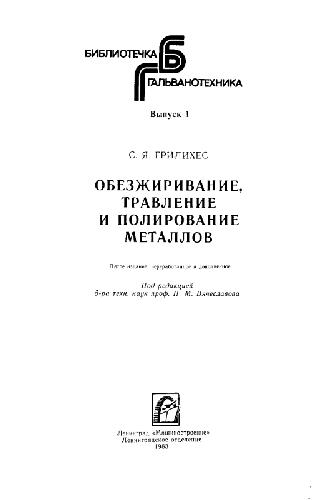 БИБЛИОТЕЧКА
ГАЛЬВАНОТЕХНИКА
Выпуск 1
С. Я. ГРИЛИХЕС
ОБЕЗЖИРИВАНИЕ,
ТРАВЛЕНИЕ
И ПОЛИРОВАНИЕ
МЕТАЛЛОВ
Пятое издание, переработанное и дополненное
Под редакцией
д-ра техн. наук проф. П. М. Вячеславова
Ленинград «Машиностроение»
Ленинградское отделение
1983